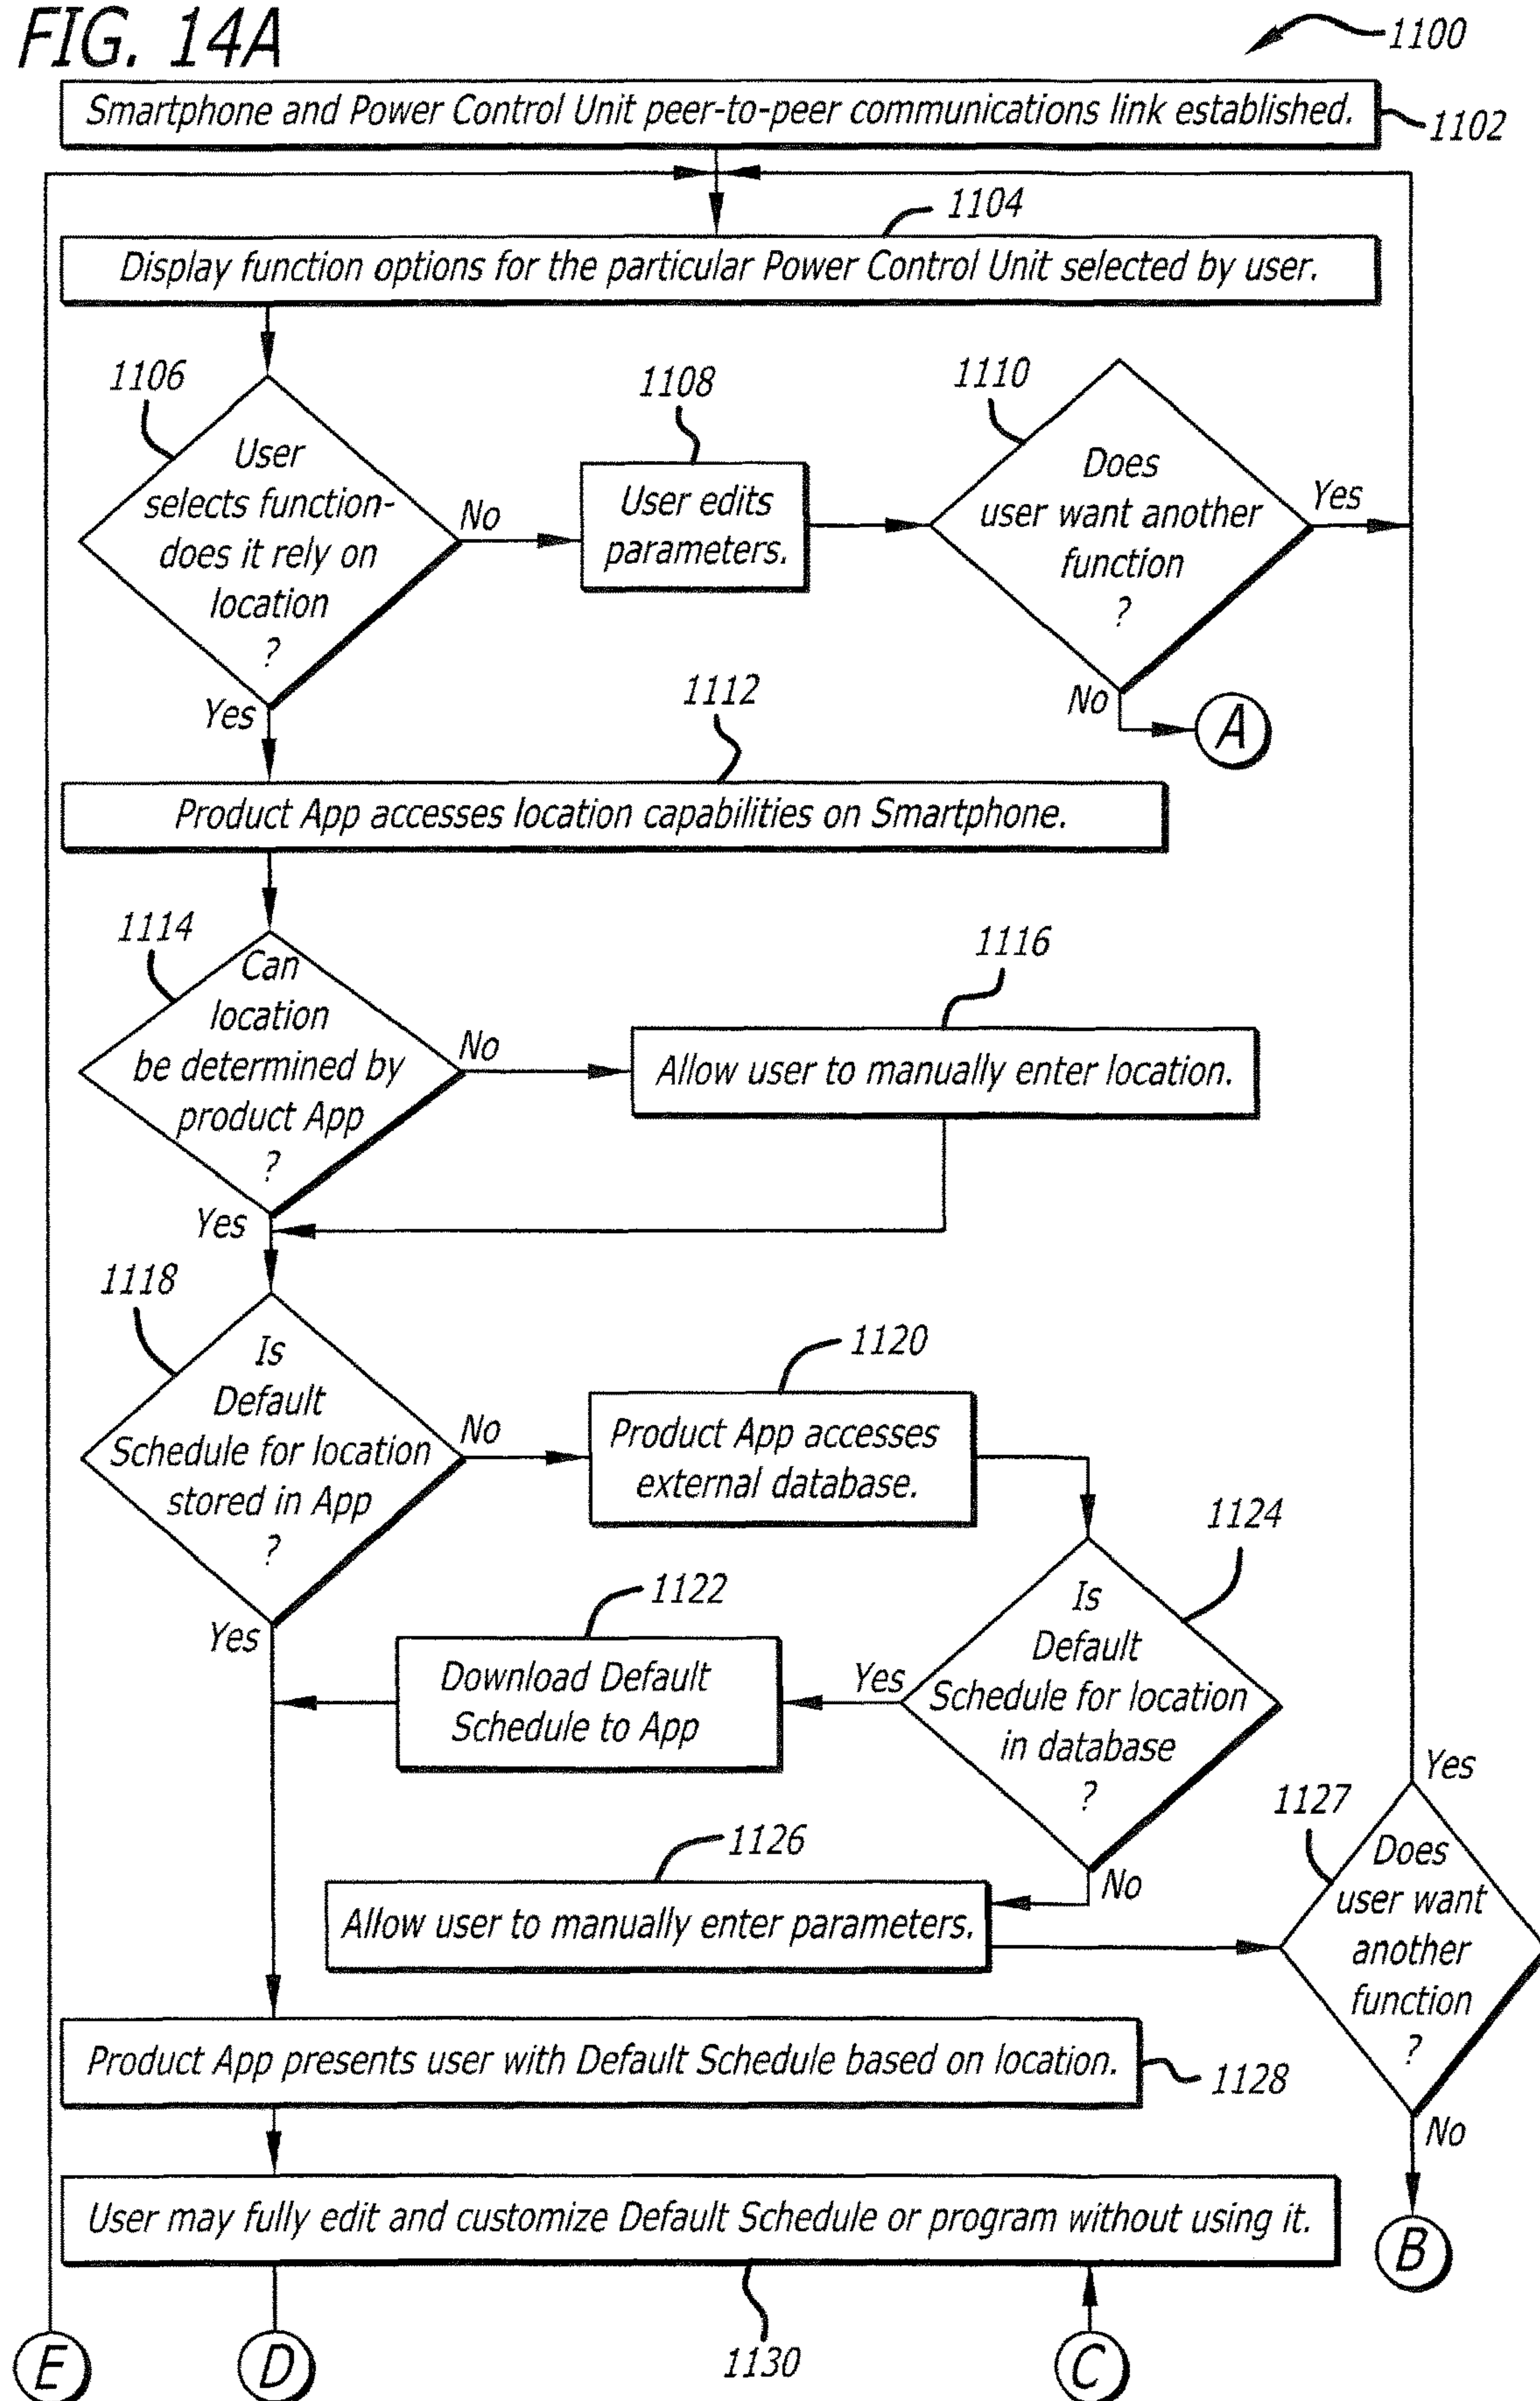 FIG. 14A
1100
Smartphone and Power Control Unit peer-to-peer communications link established.
1102
1104
Display function options for the particular Power Control Unit selected by user.
1106
User
selects function-
does it rely on
location
?
No
Yes
1108
User edits
parameters.
1110
Does
user want another
function
?
Yes
No
A
1112
Product App accesses location capabilities on Smartphone.
1114
Can
location
be determined by
product App
?
No
Yes
1116
Allow user to manually enter location.
1118
Is
Default
Schedule for location
stored in App
?
No
Yes
1120
Product App accesses
external database.
1124
Is
Default
Schedule for location
in database
?
Yes
No
1122
Download Default
Schedule to App
1126
Allow user to manually enter parameters.
1127
Yes
Does
user want
another
function
?
No
B
Product App presents user with Default Schedule based on location.
1128
User may fully edit and customize Default Schedule or program without using it.
1130
E
D
C